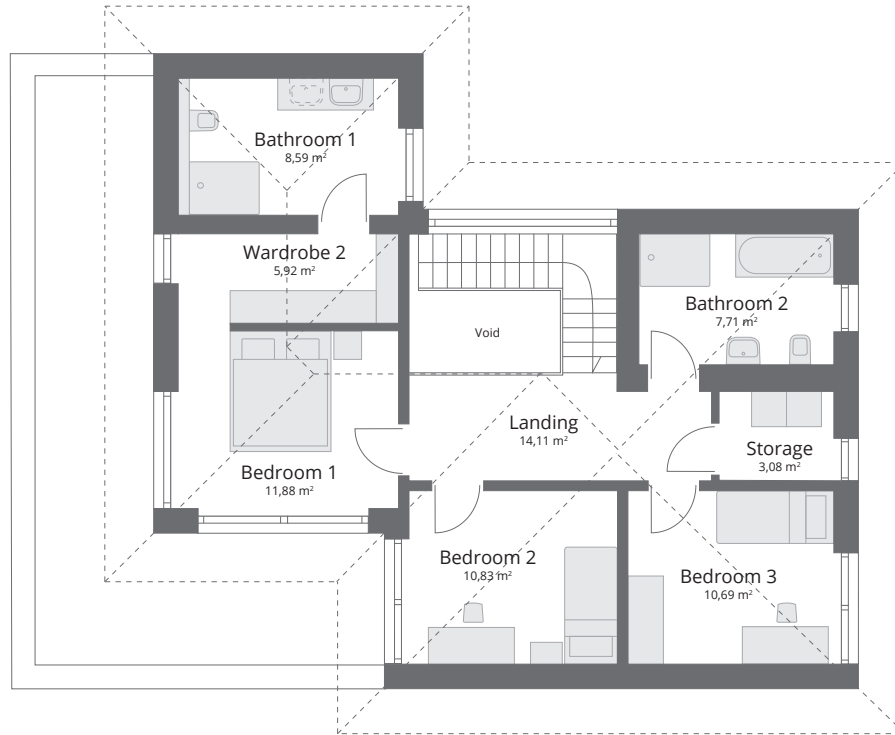 Bathroom 1
8,59 m²
Wardrobe 2
5,92 m²
Bathroom 2
7,71 m²
Void
Landing
14,11 m²
Storage
3,08 m²
Bedroom 1
11,88 m²
Bedroom 2
10,83 m²
Bedroom 3
10,69 m²